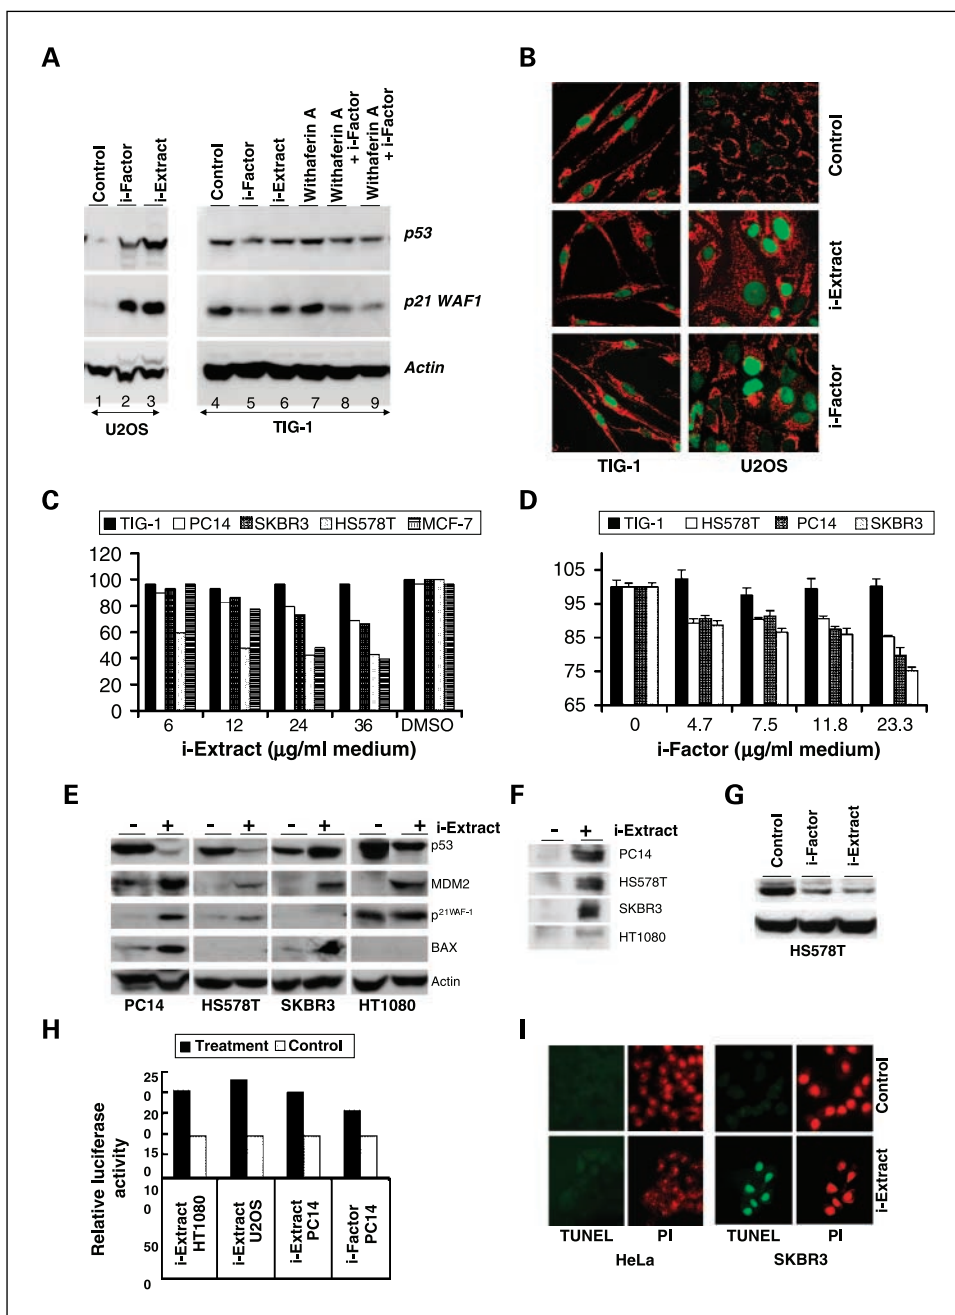 A
Control
i-Factor
i-Extract
Control
i-Factor
i-Extract
Withaferin A
Withaferin A
+ i-Factor
Withaferin A
+ i-Factor
p53
p21 WAF1
Actin
1 2 3 4 5 6 7 8 9
U2OS
TIG-1
B
Control
i-Extract
i-Factor
TIG-1 U2OS
C
TIG-1 PC14 SKBR3 HS578T MCF-7
120
100
80
60
40
20
0
6 12 24 36 DMSO
i-Extract (µg/ml medium)
D
TIG-1 HS578T PC14 SKBR3
105
95
85
75
65
0 4.7 7.5 11.8 23.3
i-Factor (µg/ml medium)
E
- + - + - + - + i-Extract
p53
MDM2
p21WAF-1
BAX
Actin
PC14 HS578T SKBR3 HT1080
F
- + i-Extract
PC14
HS578T
SKBR3
HT1080
G
Control
i-Factor
i-Extract
HS578T
H
Treatment Control
Relative luciferase
activity
25
0
20
0
15
0
10
0
50
0
i-Extract
HT1080
i-Extract
U2OS
i-Extract
PC14
i-Factor
PC14
I
Control
i-Extract
TUNEL PI TUNEL PI
HeLa SKBR3